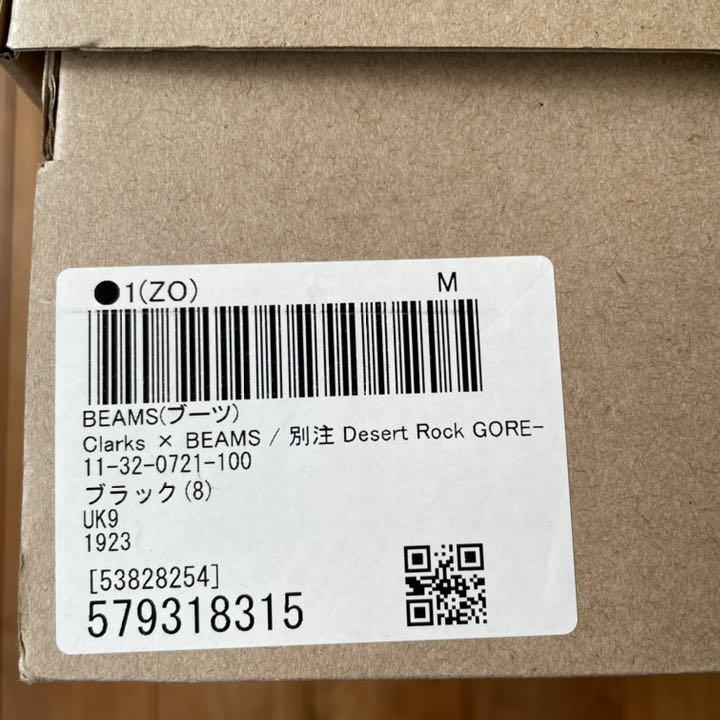 ●1(ZO) M
BEAMS(ブーツ)
Clarks × BEAMS / 別注 Desert Rock GORE-
11-32-0721-100
ブラック(8)
UK9
1923
[53828254]
579318315